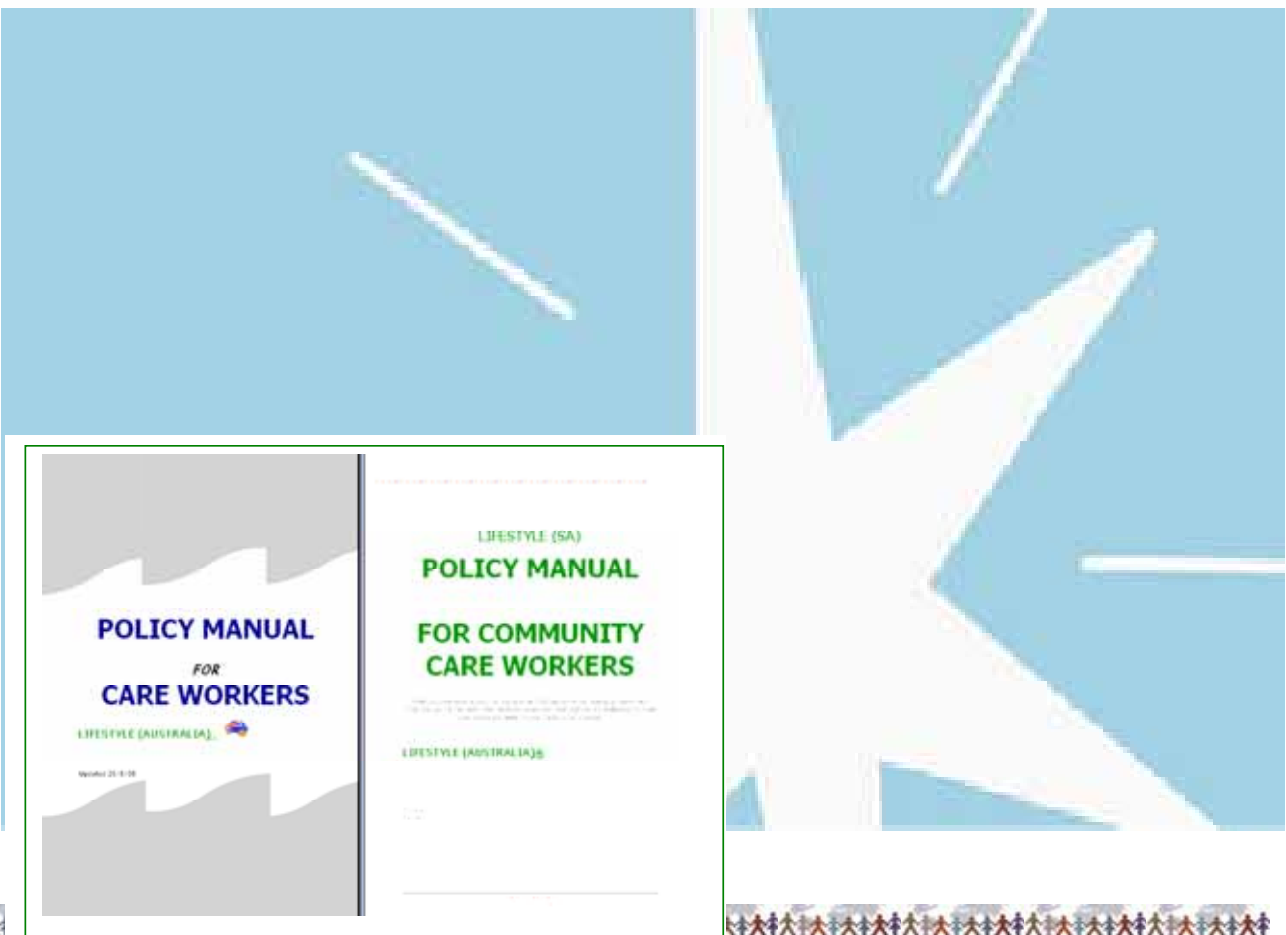 POLICY MANUAL
FOR
CARE WORKERS
LIFESTYLE (AUSTRALIA)
LIFESTYLE (SA)
POLICY MANUAL
FOR COMMUNITY
CARE WORKERS
LIFESTYLE (AUSTRALIA)